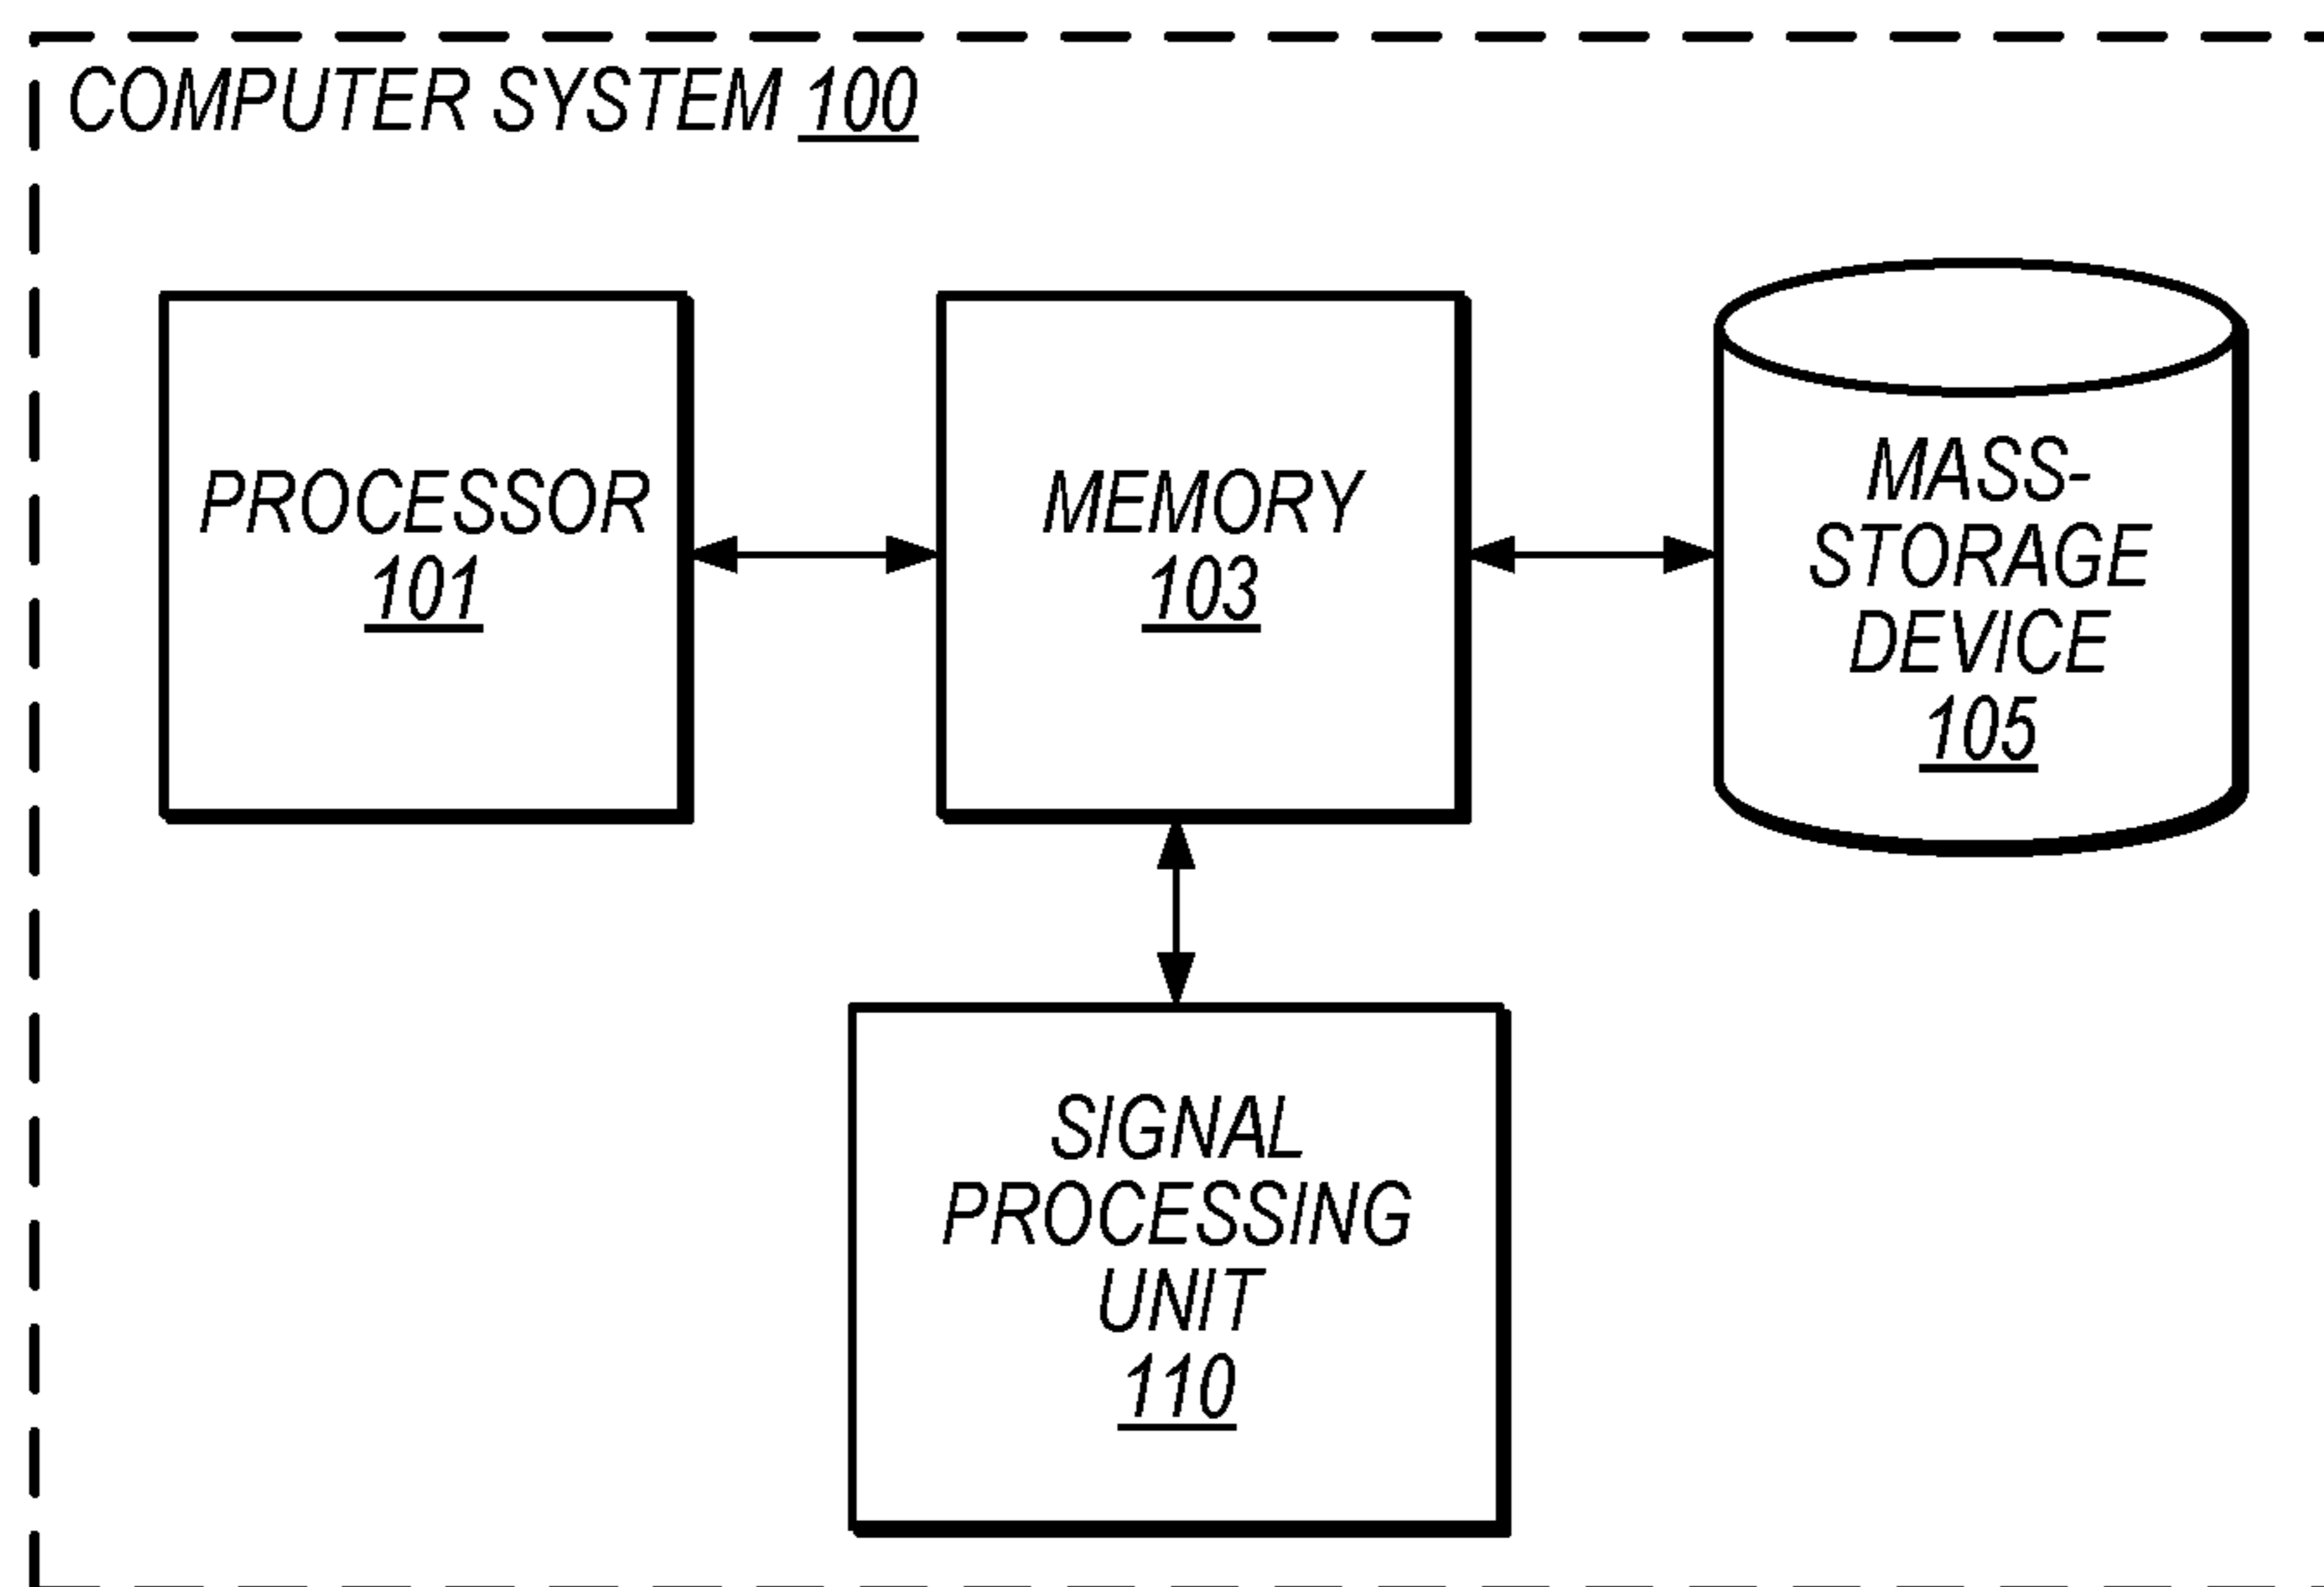 COMPUTER SYSTEM 100
PROCESSOR
101
MEMORY
103
MASS-
STORAGE
DEVICE
105
SIGNAL
PROCESSING
UNIT
110